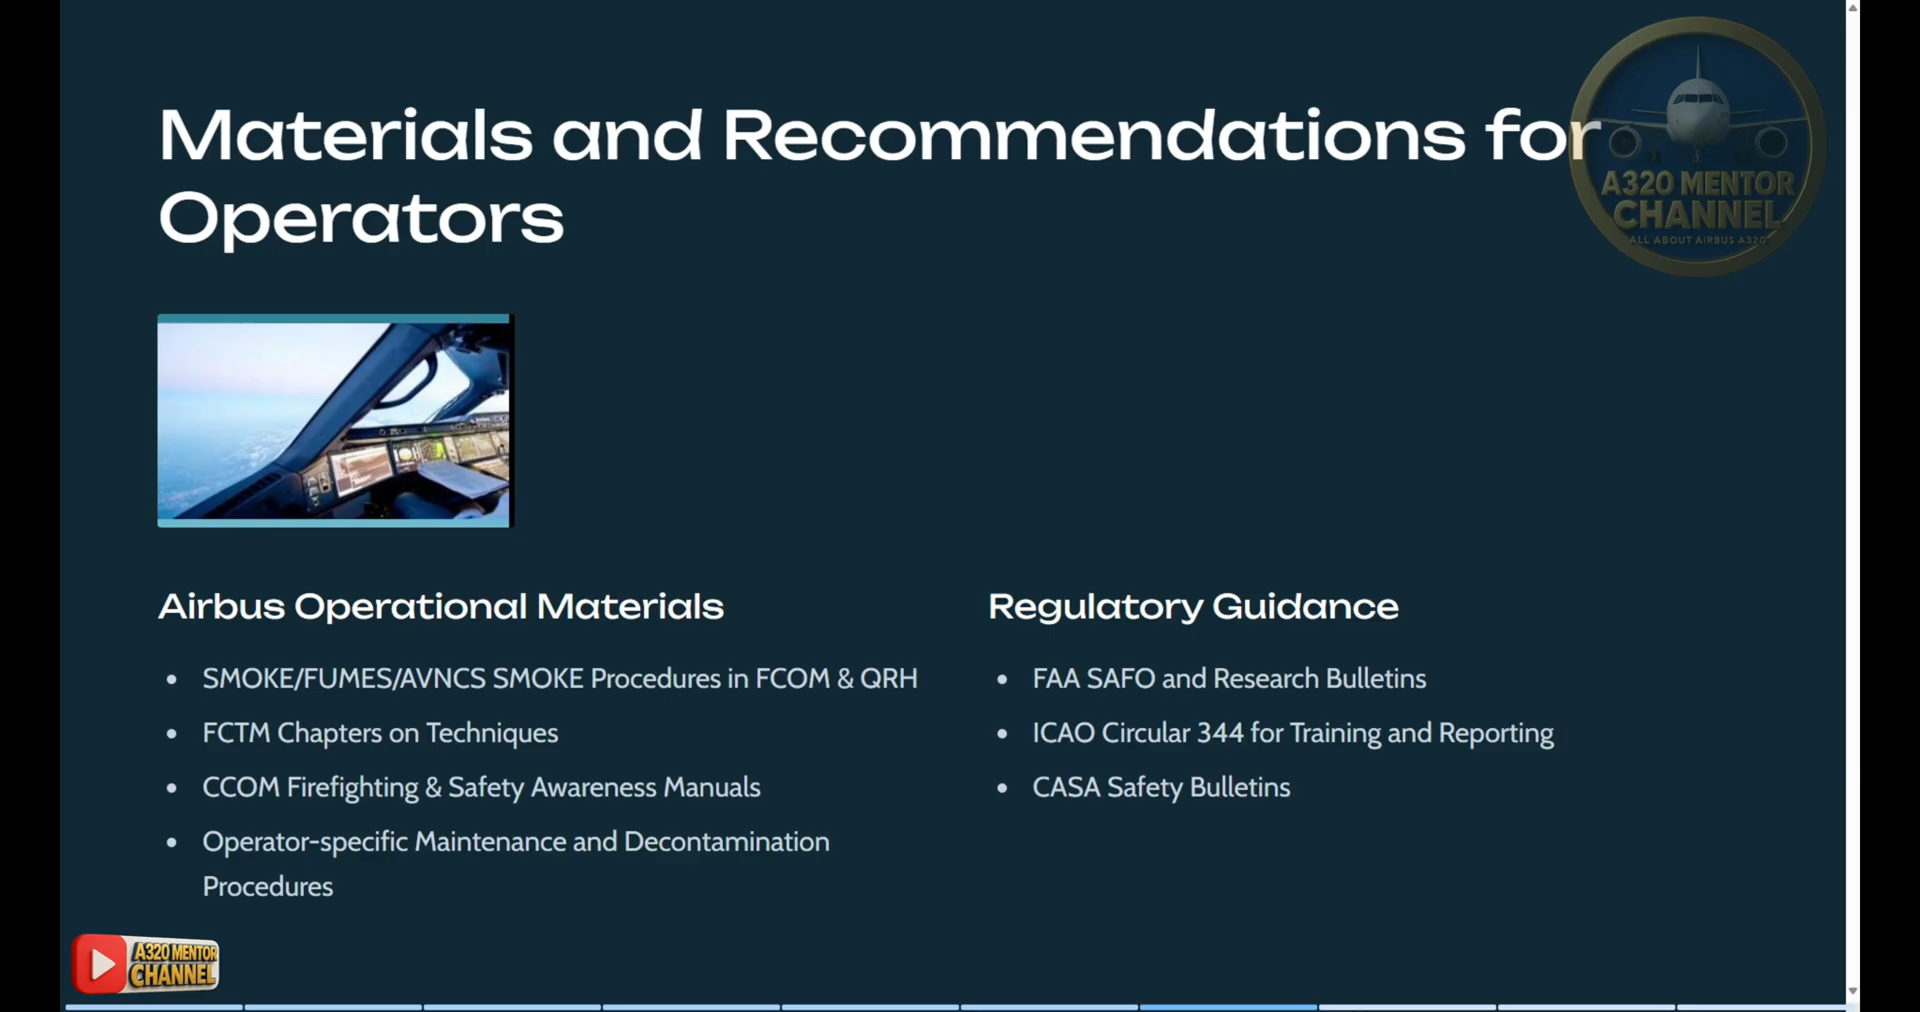 Materials and Recommendations for
Operators
A320 MENTOR
CHANNEL
ALL ABOUT AIRBUS A320
Airbus Operational Materials
• SMOKE/FUMES/AVNCS SMOKE Procedures in FCOM & QRH
• FCTM Chapters on Techniques
• CCOM Firefighting & Safety Awareness Manuals
• Operator-specific Maintenance and Decontamination
Procedures
Regulatory Guidance
• FAA SAFO and Research Bulletins
• ICAO Circular 344 for Training and Reporting
• CASA Safety Bulletins
A320 MENTOR
CHANNEL